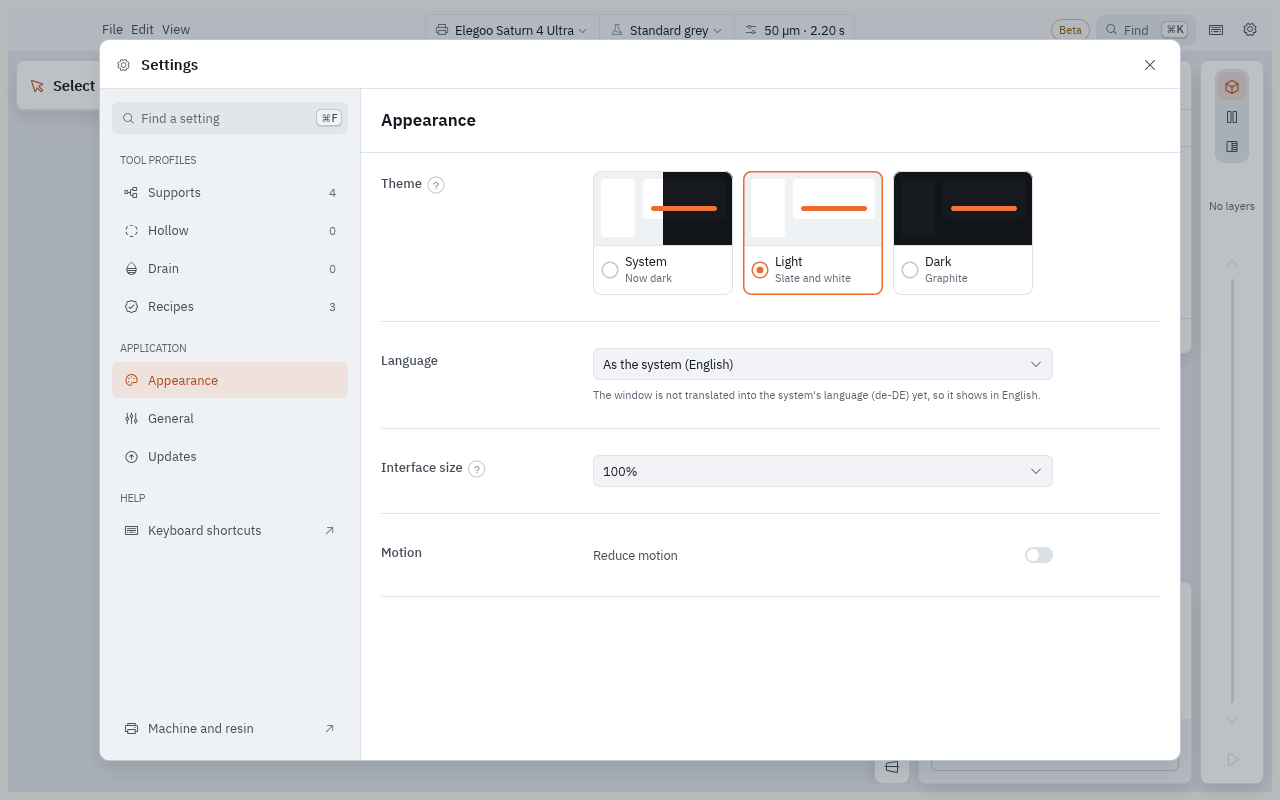 File Edit View
Elegoo Saturn 4 Ultra
Standard grey
50 µm · 2.20 s
Beta
Find
⌘K
Select
Settings
Find a setting
⌘F
TOOL PROFILES
Supports 4
Hollow 0
Drain 0
Recipes 3
APPLICATION
Appearance
General
Updates
HELP
Keyboard shortcuts
Machine and resin
Appearance
Theme ?
System
Now dark
Light
Slate and white
Dark
Graphite
Language
As the system (English)
The window is not translated into the system's language (de-DE) yet, so it shows in English.
Interface size ?
100%
Motion
Reduce motion
No layers